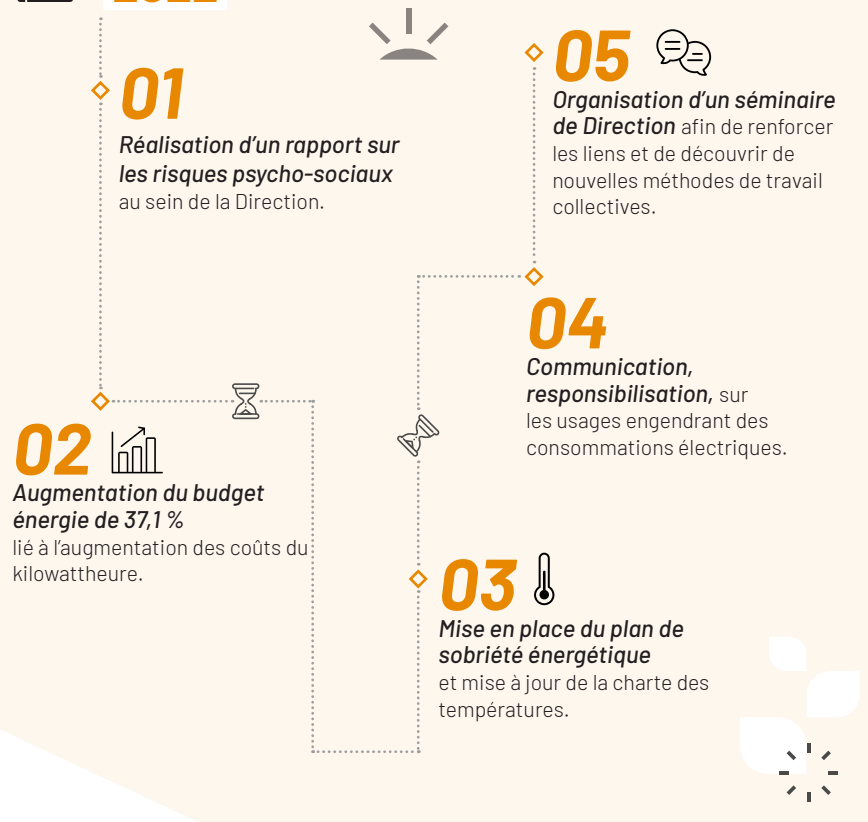 01
Réalisation d'un rapport sur
les risques psycho-sociaux
au sein de la Direction.
02
Augmentation du budget
énergie de 37,1 %
lié à l'augmentation des coûts du
kilowattheure.
03
Mise en place du plan de
sobriété énergétique
et mise à jour de la charte des
températures.
04
Communication,
responsabilisation, sur
les usages engendrant des
consommations électriques.
05
Organisation d'un séminaire
de Direction afin de renforcer
les liens et de découvrir de
nouvelles méthodes de travail
collectives.